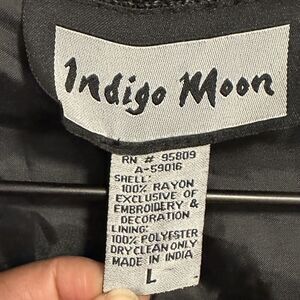 Indigo Moon
RN # 95809
A-59016
SHELL:
100% RAYON
EXCLUSIVE OF
EMBROIDERY &
DECORATION
LINING:
100% POLYESTER
DRY CLEAN ONLY
MADE IN INDIA
L